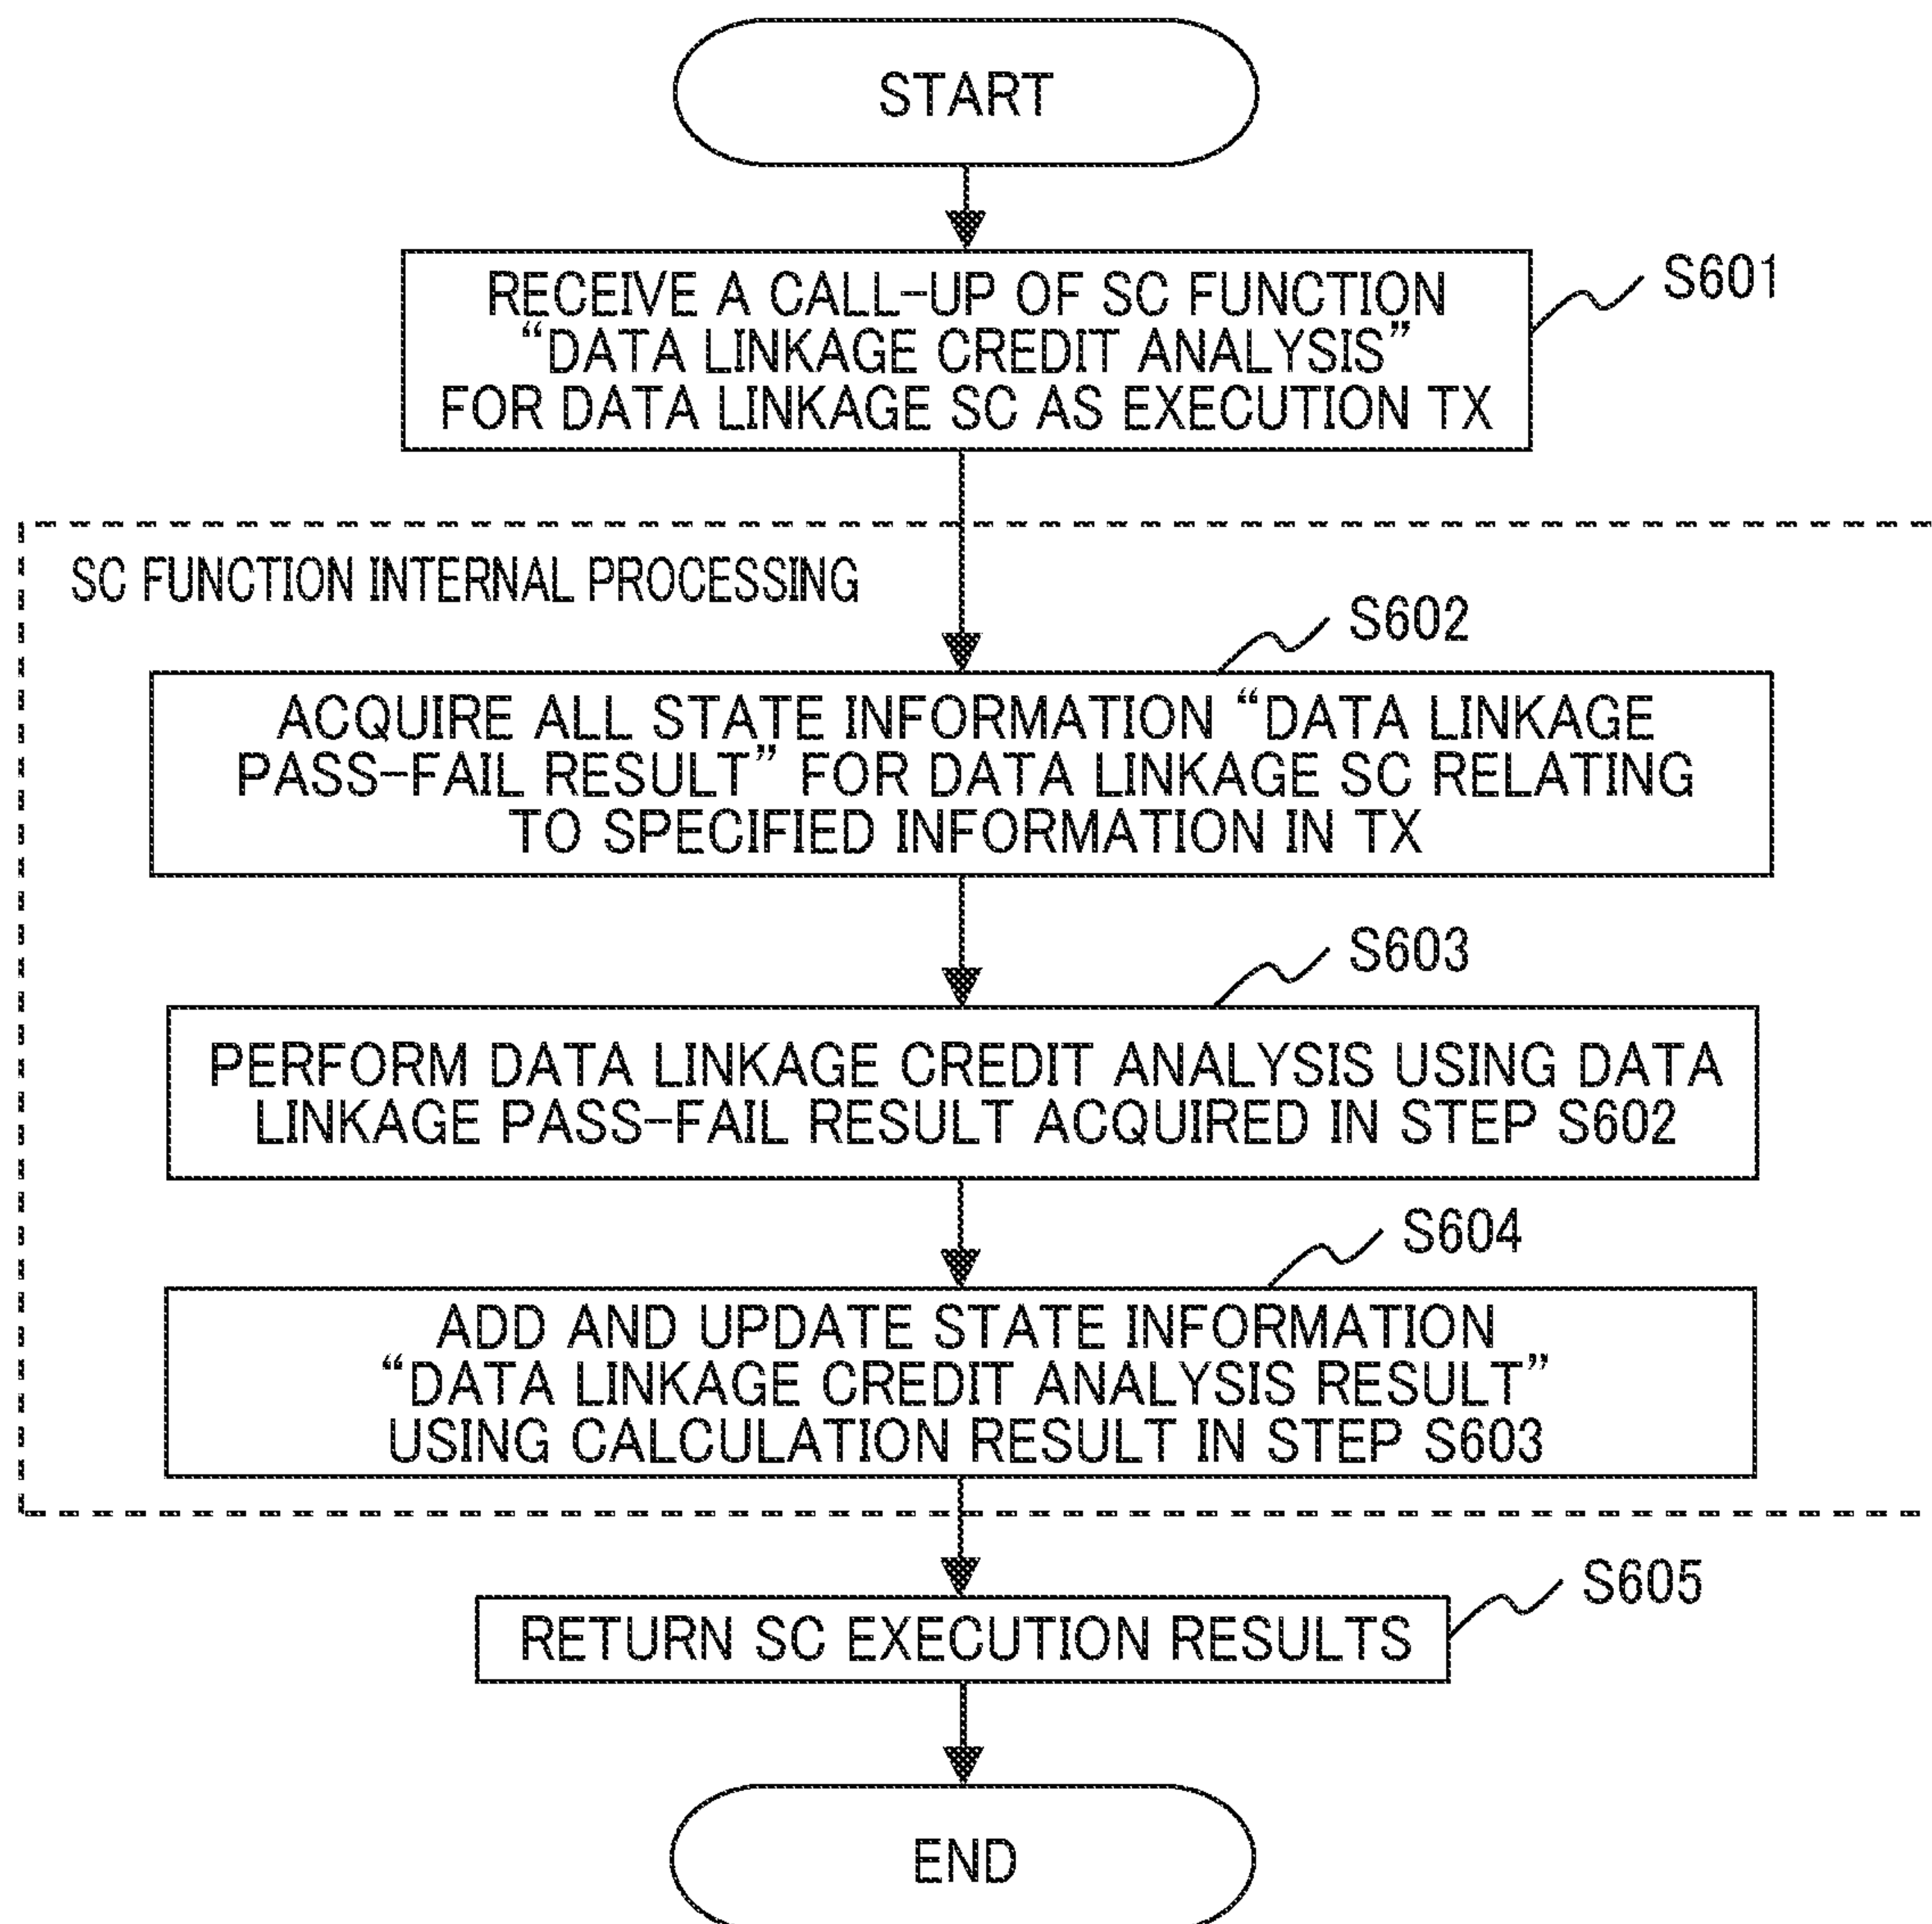 START
RECEIVE A CALL-UP OF SC FUNCTION
“DATA LINKAGE CREDIT ANALYSIS”
FOR DATA LINKAGE SC AS EXECUTION TX
S601
SC FUNCTION INTERNAL PROCESSING
S602
ACQUIRE ALL STATE INFORMATION “DATA LINKAGE
PASS-FAIL RESULT” FOR DATA LINKAGE SC RELATING
TO SPECIFIED INFORMATION IN TX
S603
PERFORM DATA LINKAGE CREDIT ANALYSIS USING DATA
LINKAGE PASS-FAIL RESULT ACQUIRED IN STEP S602
S604
ADD AND UPDATE STATE INFORMATION
“DATA LINKAGE CREDIT ANALYSIS RESULT”
USING CALCULATION RESULT IN STEP S603
S605
RETURN SC EXECUTION RESULTS
END